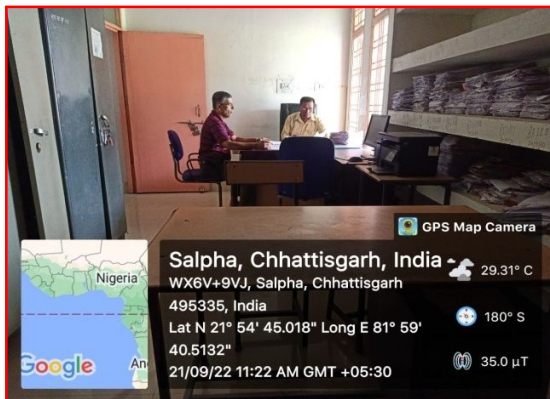 GPS Map Camera
Nigeria
An
Google
Salpha, Chhattisgarh, India
WX6V+9VJ, Salpha, Chhattisgarh
495335, India
Lat N 21° 54' 45.018" Long E 81° 59'
40.5132"
21/09/22 11:22 AM GMT +05:30
29.31° C
180° S
35.0 µT